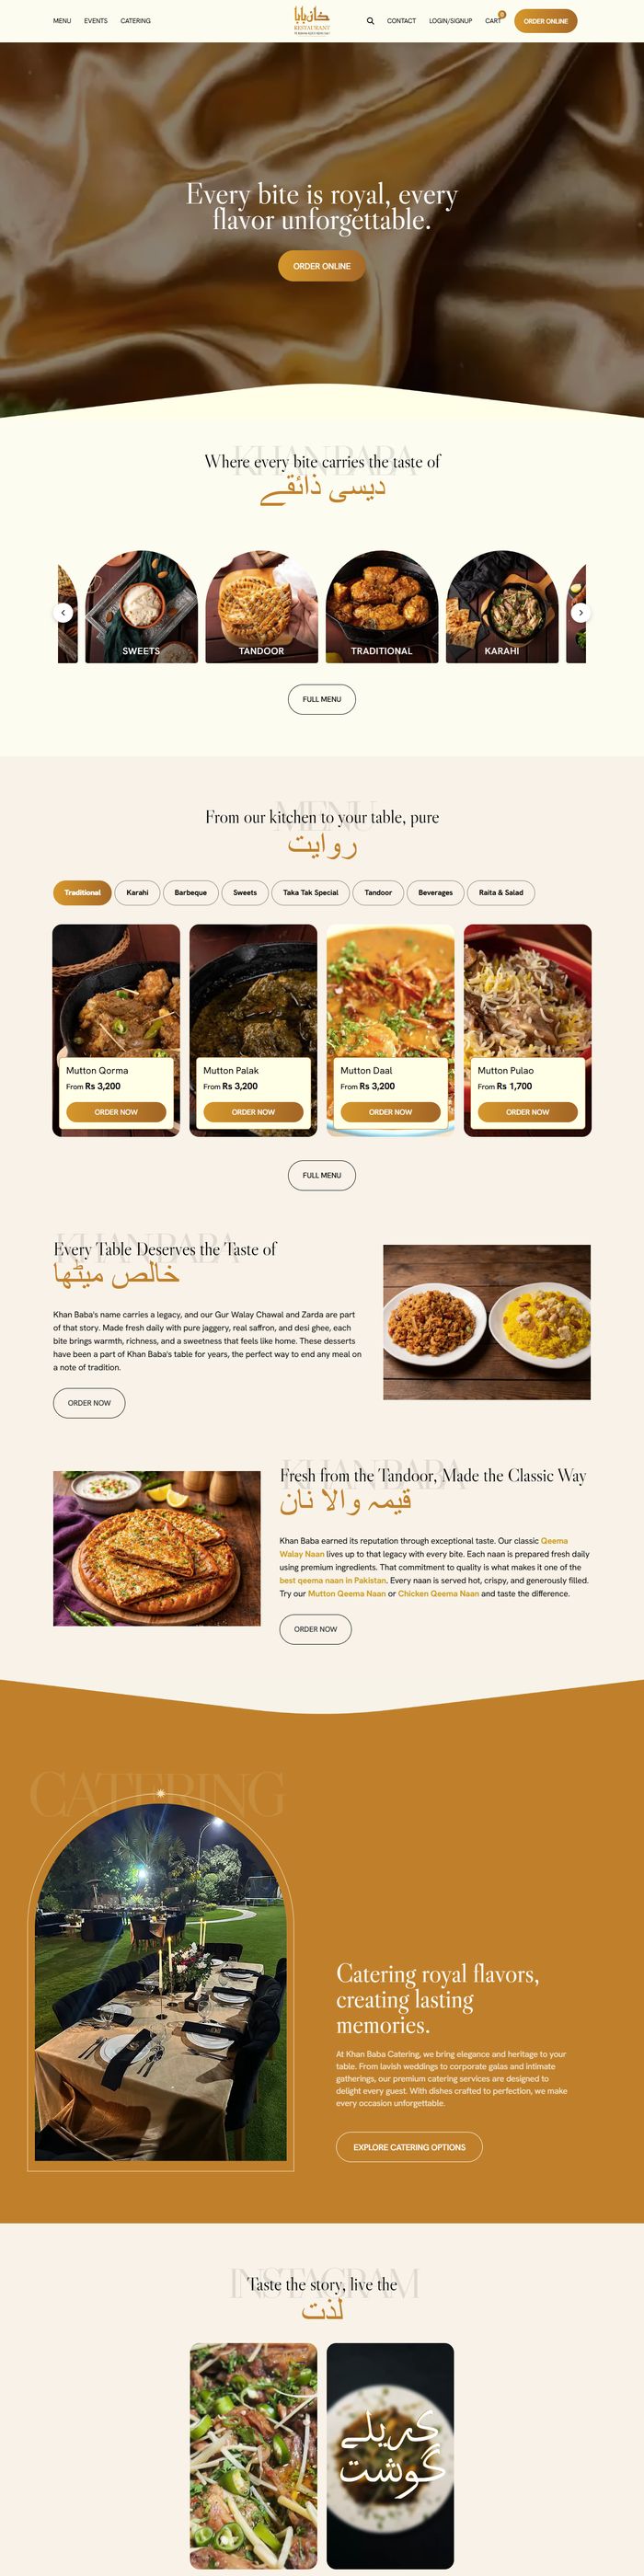 MENU EVENTS CATERING
خان بابا
RESTAURANT
CONTACT LOGIN/SIGNUP CART 0 ORDER ONLINE
Every bite is royal, every
flavor unforgettable.
ORDER ONLINE
KHAN BABA
Where every bite carries the taste of
دیسی ذائقے
SWEETS TANDOOR TRADITIONAL KARAHI
FULL MENU
MENU
From our kitchen to your table, pure
روایت
Traditional Karahi Barbeque Sweets Taka Tak Special Tandoor Beverages Raita & Salad
Mutton Qorma Mutton Palak Mutton Daal Mutton Pulao
From Rs 3,200 From Rs 3,200 From Rs 3,200 From Rs 1,700
ORDER NOW ORDER NOW ORDER NOW ORDER NOW
FULL MENU
KHAN BABA
Every Table Deserves the Taste of
خالص میٹھا
Khan Baba's name carries a legacy, and our Gur Walay Chawal and Zarda are part
of that story. Made fresh daily with pure jaggery, real saffron, and desi ghee, each
bite brings warmth, richness, and a sweetness that feels like home. These desserts
have been a part of Khan Baba's table for years, the perfect way to end any meal on
a note of tradition.
ORDER NOW
KHAN BABA
Fresh from the Tandoor, Made the Classic Way
قیمہ والا نان
Khan Baba earned its reputation through exceptional taste. Our classic Qeema
Walay Naan lives up to that legacy with every bite. Each naan is prepared fresh daily
using premium ingredients. That commitment to quality is what makes it one of the
best qeema naan in Pakistan. Every naan is served hot, crispy, and generously filled.
Try our Mutton Qeema Naan or Chicken Qeema Naan and taste the difference.
ORDER NOW
CATERING
Catering royal flavors,
creating lasting
memories.
At Khan Baba Catering, we bring elegance and heritage to your
table. From lavish weddings to corporate galas and intimate
gatherings, our premium catering services are designed to
delight every guest. With dishes crafted to perfection, we make
every occasion unforgettable.
EXPLORE CATERING OPTIONS
INSTAGRAM
Taste the story, live the
لذت
کریلے
گوشت